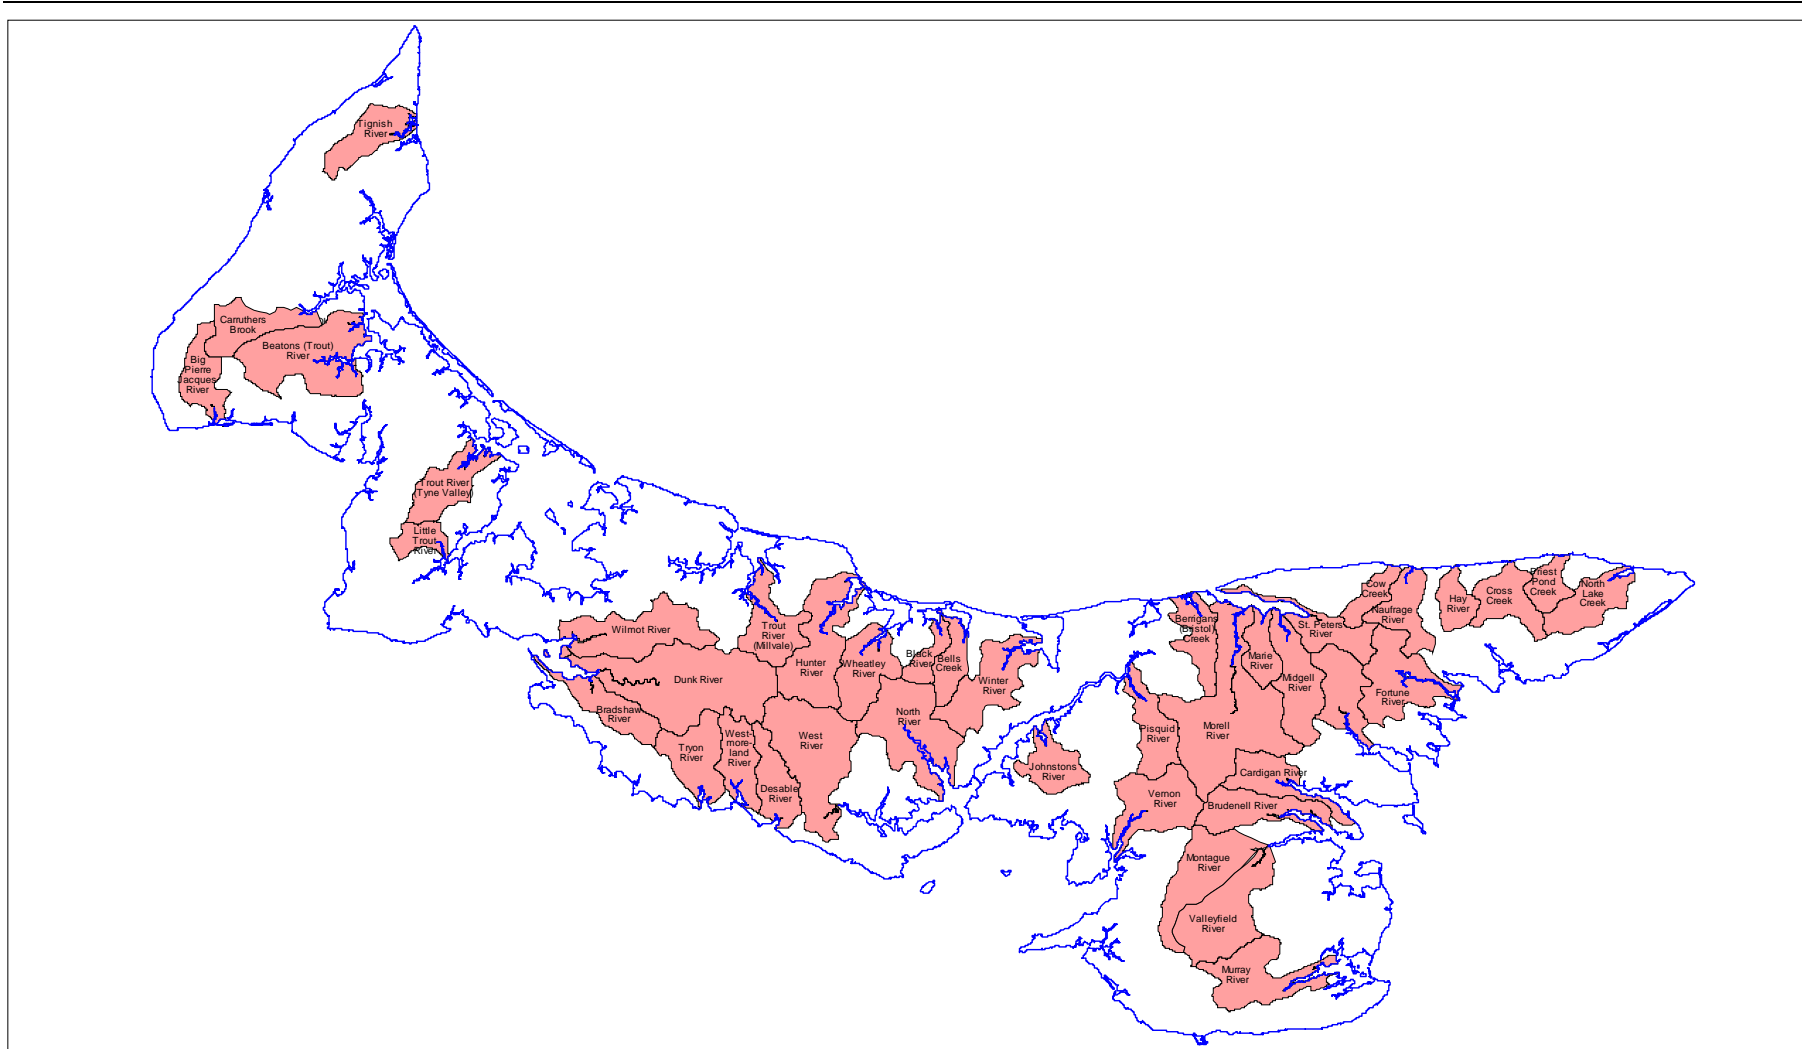 Tignish
River
Carruthers
Brook
Beatons (Trout)
River
Big
Pierre
Jacques
River
Trout River
(Tyne Valley)
Little
Trout
River
Wilmot River
Trout
River
(Millvale)
Hunter
River
Wheatley
River
Black
River
Bells
Creek
Winter
River
Dunk River
Bradshaw
River
Tryon
River
West-
more-
land
River
Desable
River
West
River
North
River
Johnstons
River
Berrigans
(Bristol)
Creek
Marie
River
Midgell
River
St. Peters
River
Cow
Creek
Naufrage
River
Hay
River
Cross
Creek
Priest
Pond
Creek
North
Lake
Creek
Fortune
River
Pisquid
River
Morell
River
Cardigan River
Vernon
River
Brudenell River
Montague
River
Valleyfield
River
Murray
River